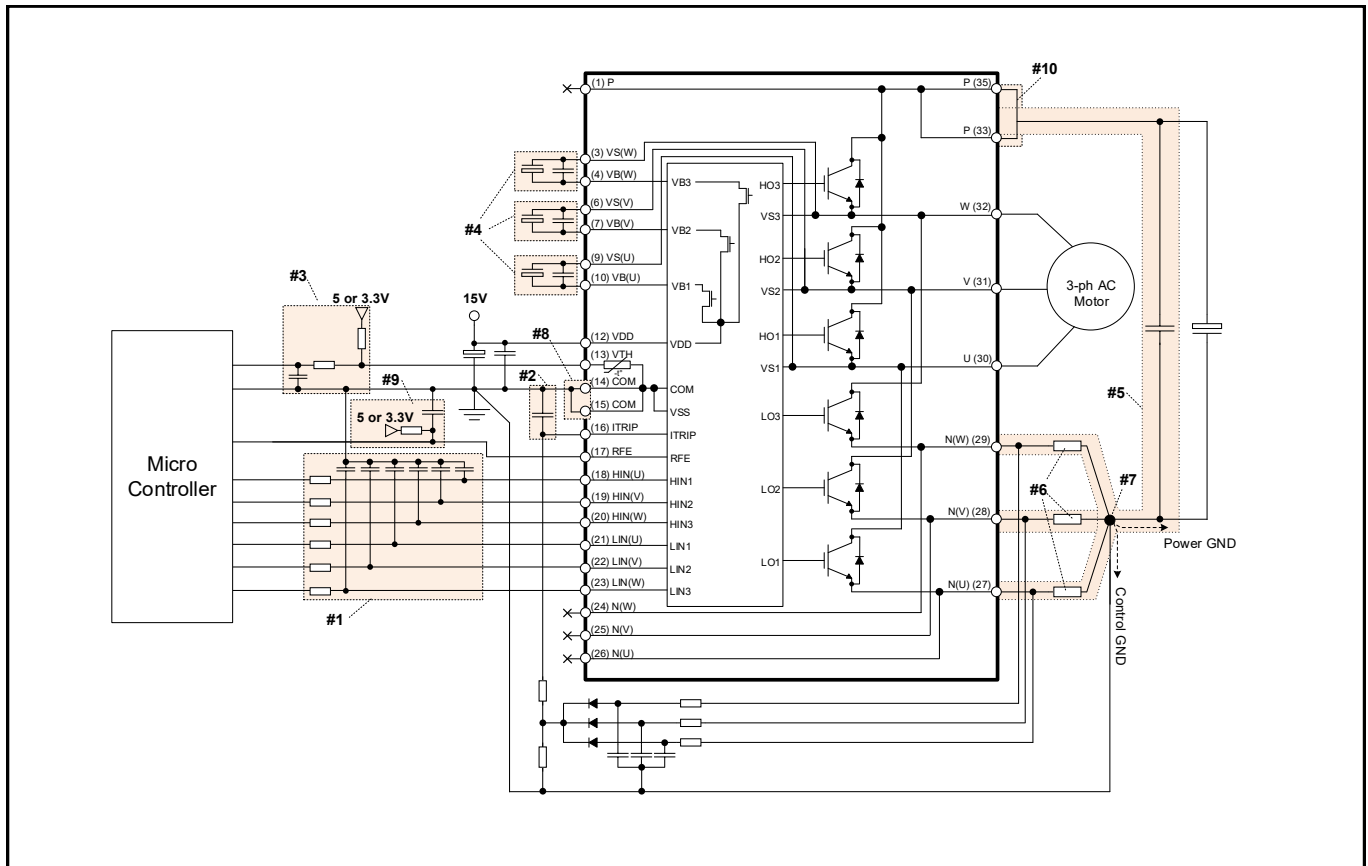 #10
(1) P
P (35)
P (33)
(3) VS(W)
(4) VB(W)
VB3
HO3
VS3
W (32)
#4
(6) VS(V)
(7) VB(V)
VB2
HO2
VS2
V (31)
3-ph AC
Motor
(9) VS(U)
(10) VB(U)
VB1
HO1
VS1
U (30)
#3
5 or 3.3V
15V
#8
(12) VDD
VDD
(13) VTH
-t°
#2
(14) COM
COM
(15) COM
VSS
#9
5 or 3.3V
(16) ITRIP
ITRIP
(17) RFE
RFE
Micro
Controller
(18) HIN(U)
HIN1
(19) HIN(V)
HIN2
(20) HIN(W)
HIN3
(21) LIN(U)
LIN1
(22) LIN(V)
LIN2
(23) LIN(W)
LIN3
#1
(24) N(W)
(25) N(V)
(26) N(U)
LO3
N(W) (29)
LO2
N(V) (28)
LO1
N(U) (27)
#5
#6
#7
Power GND
Control GND